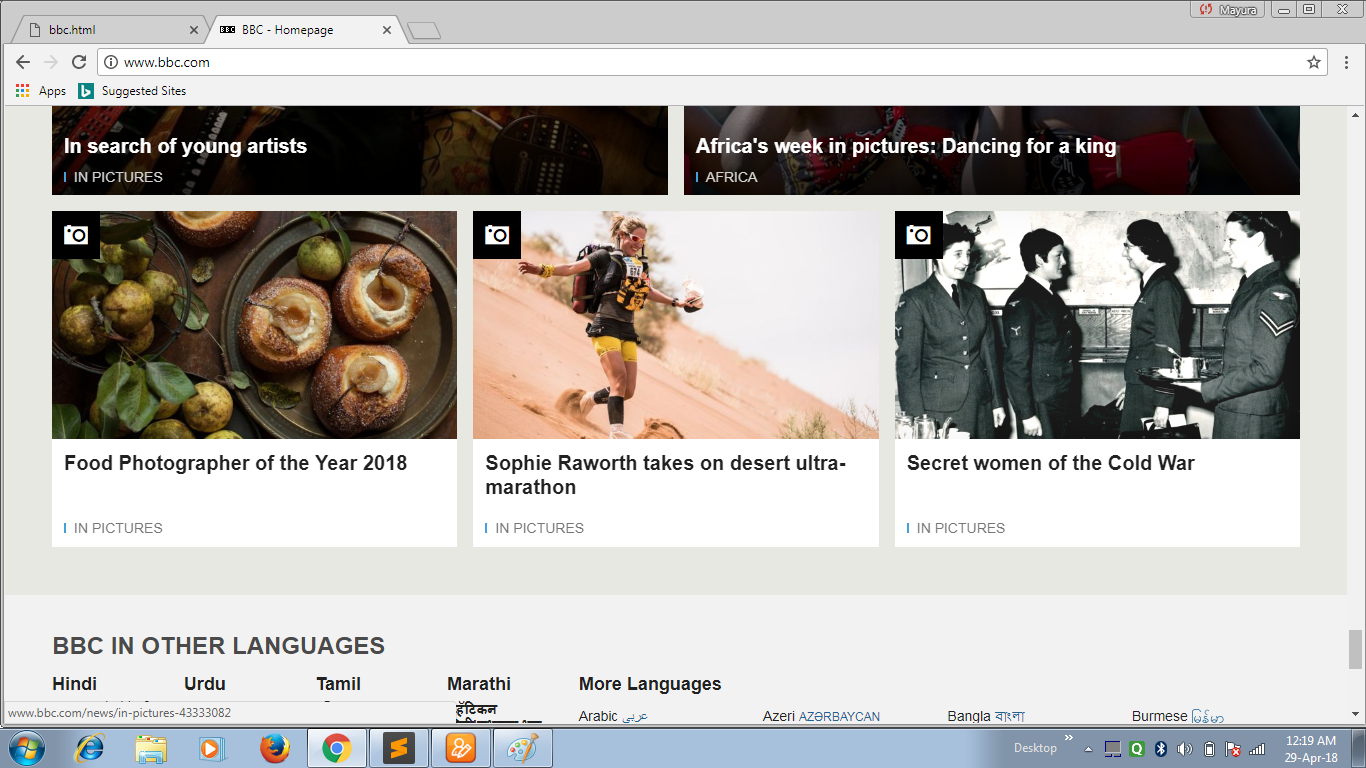 Mayura
bbc.html
BBC - Homepage
www.bbc.com
Apps
Suggested Sites
In search of young artists
IN PICTURES
Africa's week in pictures: Dancing for a king
AFRICA
Food Photographer of the Year 2018
IN PICTURES
Sophie Raworth takes on desert ultra-
marathon
IN PICTURES
Secret women of the Cold War
IN PICTURES
BBC IN OTHER LANGUAGES
Hindi
Urdu
Tamil
Marathi
More Languages
हॅटिकन
Arabic عربي
Azeri AZƏRBAYCAN
Bangla বাংলা
Burmese မြန်မာ
www.bbc.com/news/in-pictures-43333082
Desktop
12:19 AM
29-Apr-18